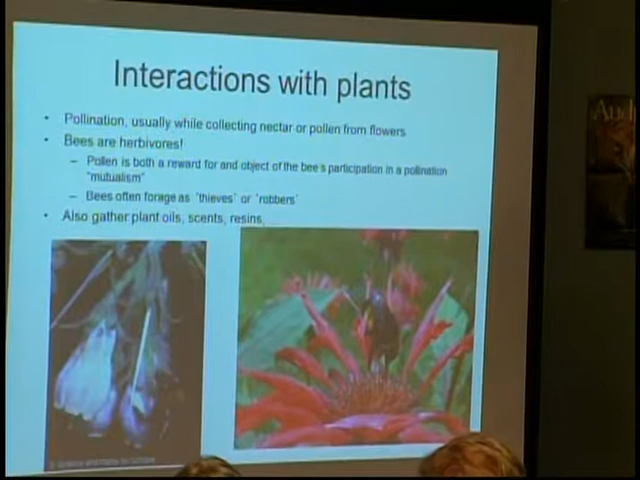 Interactions with plants
• Pollination, usually while collecting nectar or pollen from flowers
• Bees are herbivores!
– Pollen is both a reward for and object of the bee's participation in a pollination
"mutualism"
– Bees often forage as 'thieves' or 'robbers'
• Also gather plant oils, scents, resins,
Aud